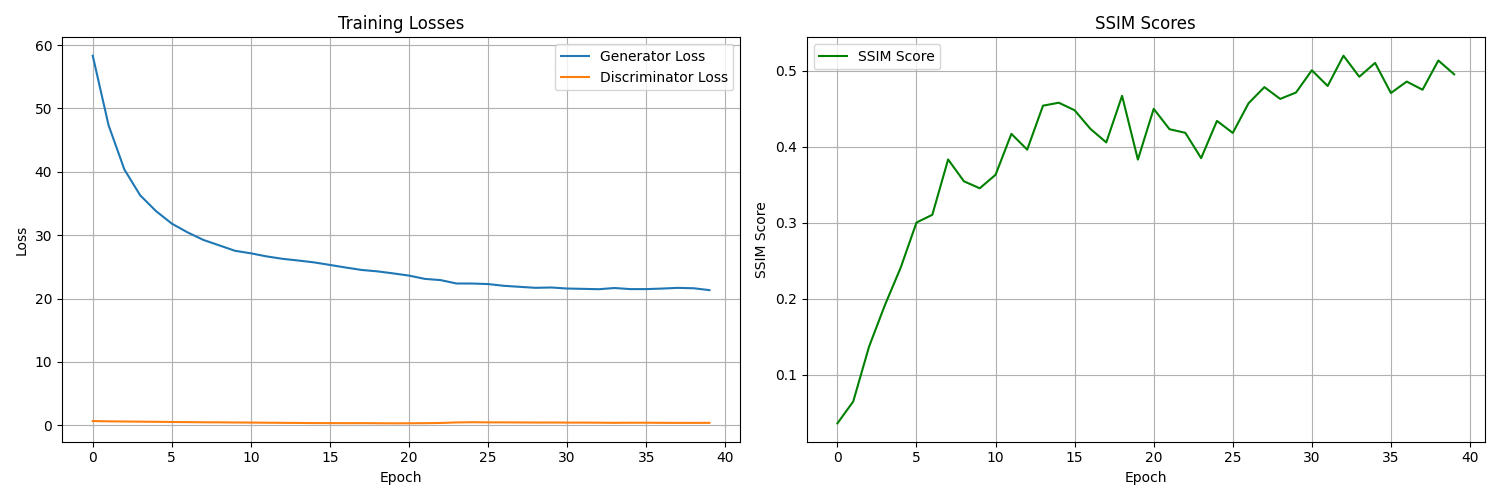 Training Losses
Generator Loss
Discriminator Loss
60
50
40
30
20
10
0
Loss
0 5 10 15 20 25 30 35 40
Epoch
SSIM Scores
SSIM Score
0.5
0.4
0.3
0.2
0.1
SSIM Score
0 5 10 15 20 25 30 35 40
Epoch